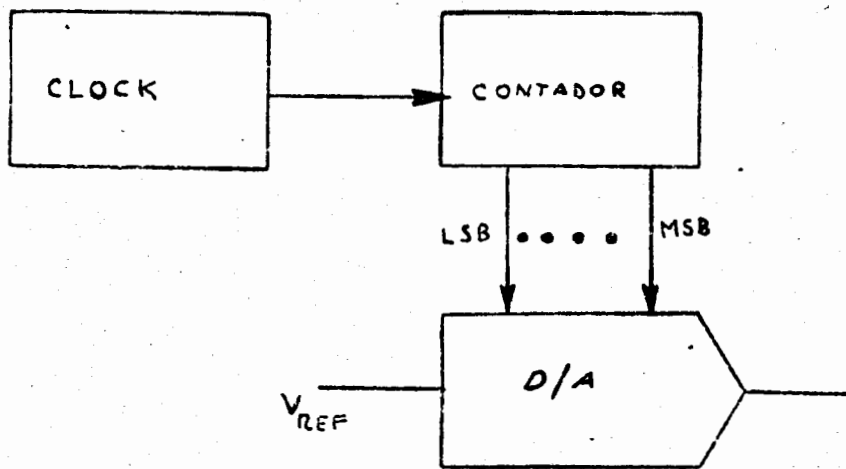 CLOCK
CONTADOR
LSB
MSB
D/A
VREF